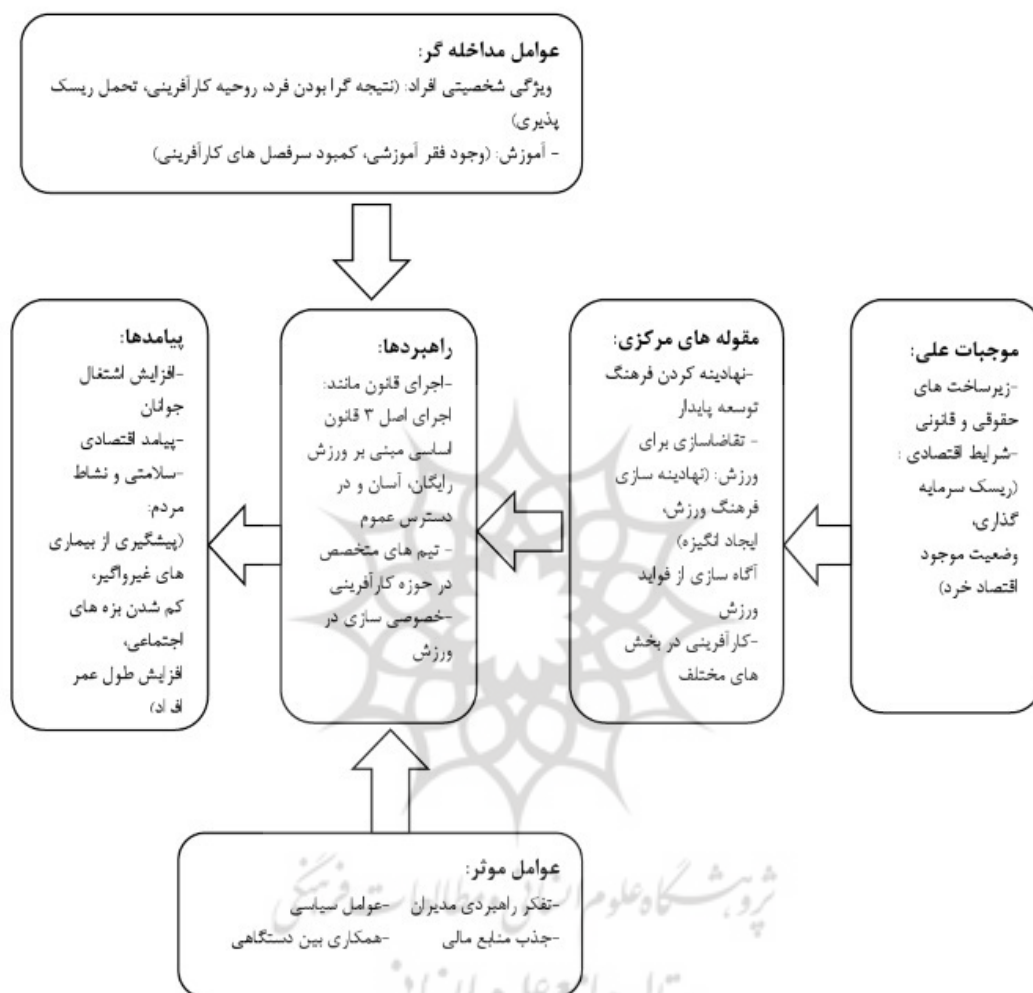 عوامل مداخله گر:
ویژگی شخصیتی افراد: (نتیجه گرا بودن فرد، روحیه کارآفرینی، تحمل ریسک
پذیری)
- آموزش: (وجود فقر آموزشی، کمبود سرفصل های کارآفرینی)
موجبات علی:
-زیرساخت های
حقوقی و قانونی
-شرایط اقتصادی :
(ریسک سرمایه
گذاری،
وضعیت موجود
اقتصاد خرد)
مقوله های مرکزی:
-نهادینه کردن فرهنگ
توسعه پایدار
- تقاضاسازی برای
ورزش: (نهادینه سازی
فرهنگ ورزش،
ایجاد انگیزه)
آگاه سازی از فواید
ورزش
-کارآفرینی در بخش
های مختلف
راهبردها:
-اجرای قانون مانند:
اجرای اصل ۳ قانون
اساسی مبنی بر ورزش
رایگان، آسان و در
دسترس عموم
- تیم های متخصص
در حوزه کارآفرینی
-خصوصی سازی در
ورزش
پیامدها:
-افزایش اشتغال
جوانان
-پیامد اقتصادی
-سلامتی و نشاط
مردم:
(پیشگیری از بیماری
های غیرواگیر،
کم شدن بزه های
اجتماعی،
افزایش طول عمر
افراد)
عوامل موثر:
-تفکر راهبردی مدیران -عوامل سیاسی
-جذب منابع مالی -همکاری بین دستگاهی
پژوهشگاه علوم انسانی و مطالعات فرهنگی